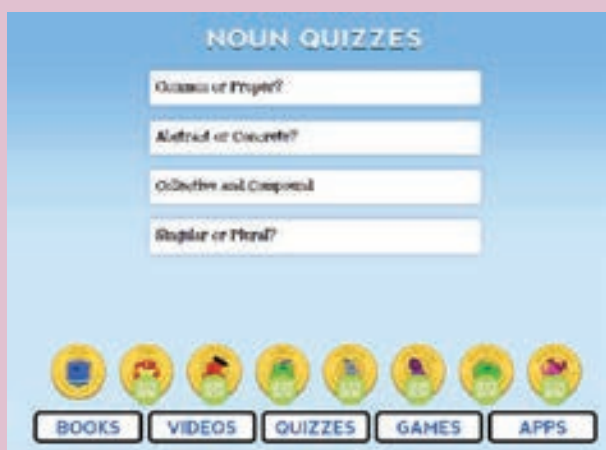 NOUN QUIZZES
Common or Proper?
Abstract or Concrete?
Collective and Compound
Singular or Plural?
BOOKS VIDEOS QUIZZES GAMES APPS